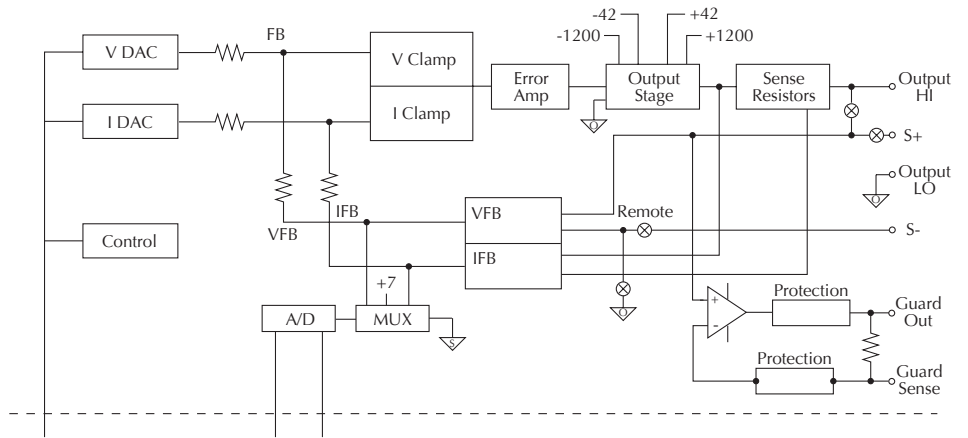 -42
+42
-1200
+1200
FB
V DAC
V Clamp
Error
Amp
Output
Stage
Sense
Resistors
Output
HI
I DAC
I Clamp
O
S+
Output
LO
O
IFB
VFB
VFB
Remote
S-
Control
IFB
+7
A/D
MUX
S
O
+
-
Protection
Guard
Out
Protection
Guard
Sense